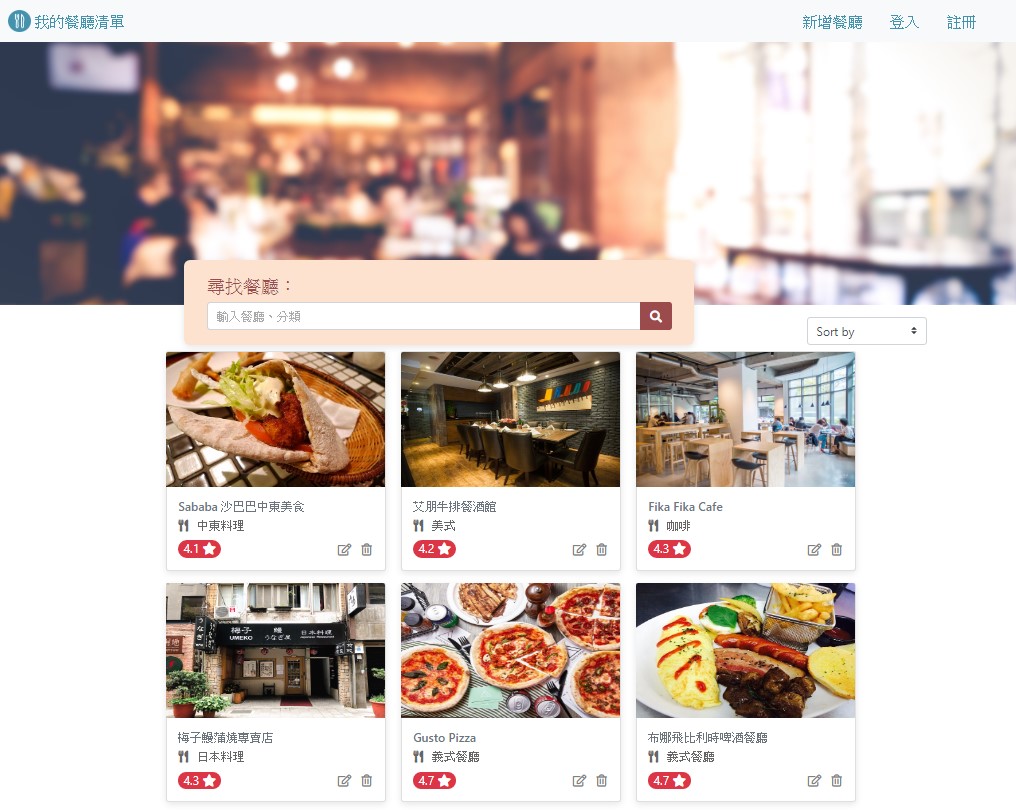 我的餐廳清單
新增餐廳 登入 註冊
尋找餐廳：
輸入餐廳、分類
Sort by
Sababa 沙巴巴中東美食
中東料理
4.1
艾朋牛排餐酒館
美式
4.2
Fika Fika Cafe
咖啡
4.3
梅子
UMEKO
うなぎ屋
日本料理
梅子鰻蒲燒專賣店
日本料理
4.3
Gusto Pizza
義式餐廳
4.7
布娜飛比利時啤酒餐廳
義式餐廳
4.7